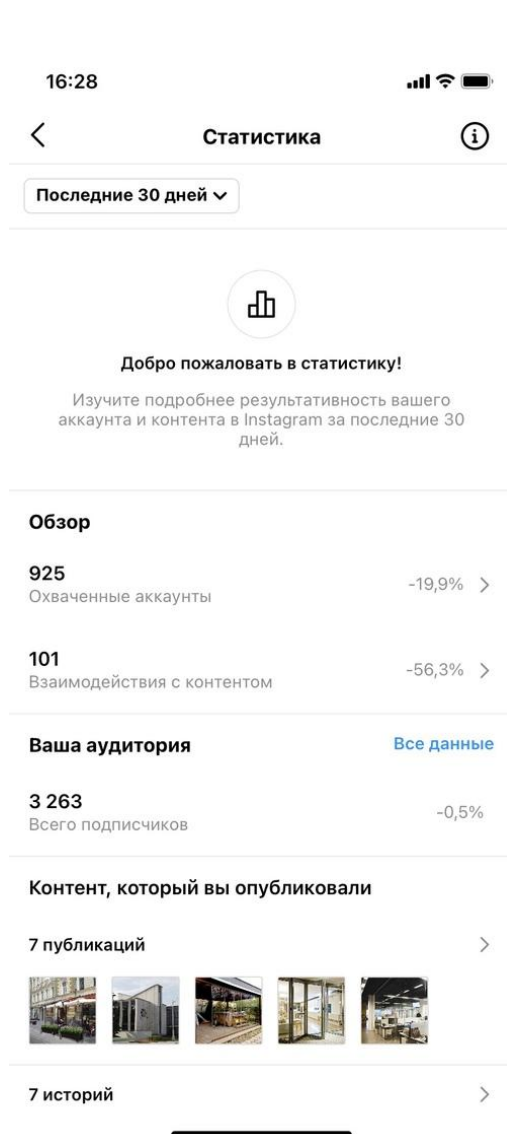 16:28
Статистика
Последние 30 дней
Добро пожаловать в статистику!
Изучите подробнее результативность вашего
аккаунта и контента в Instagram за последние 30
дней.
Обзор
925
-19,9%
Охваченные аккаунты
101
-56,3%
Взаимодействия с контентом
Ваша аудитория
Все данные
3 263
-0,5%
Всего подписчиков
Контент, который вы опубликовали
7 публикаций
7 историй